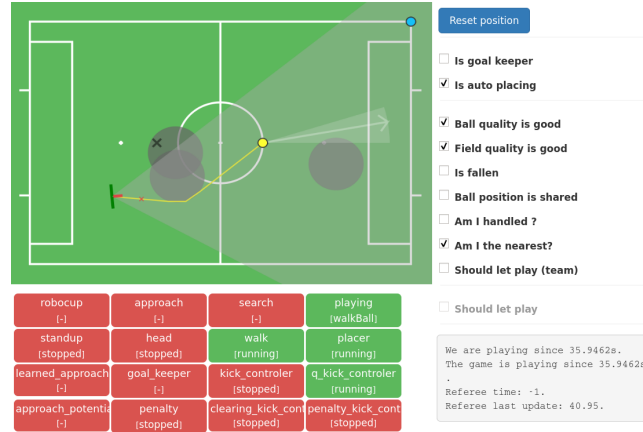 Reset position
Is goal keeper
Is auto placing
Ball quality is good
Field quality is good
Is fallen
Ball position is shared
Am I handled ?
Am I the nearest?
Should let play (team)
Should let play
robocup approach search playing
[-] [-] [-] [walkBall]
standup head walk placer
[stopped] [stopped] [running] [running]
learned_approach goal_keeper kick_controler q_kick_controler
[-] [-] [stopped] [running]
approach_potentia penalty clearing_kick_cont penalty_kick_cont
[-] [stopped] [stopped] [stopped]
We are playing since 35.9462s.
The game is playing since 35.9462s
.
Referee time: -1.
Referee last update: 40.95.